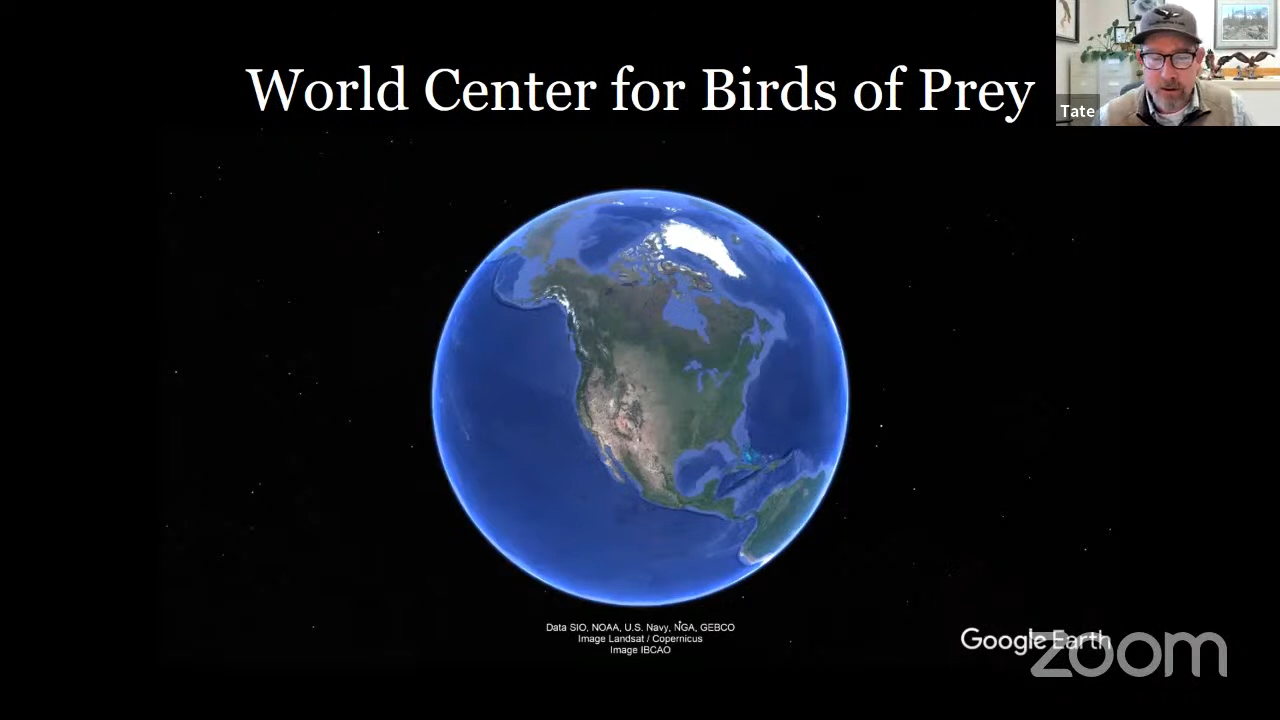 World Center for Birds of Prey
Tate
Data SIO, NOAA, U.S. Navy, NGA, GEBCO
Image Landsat / Copernicus
Image IBCAO
Google Earth
zoom